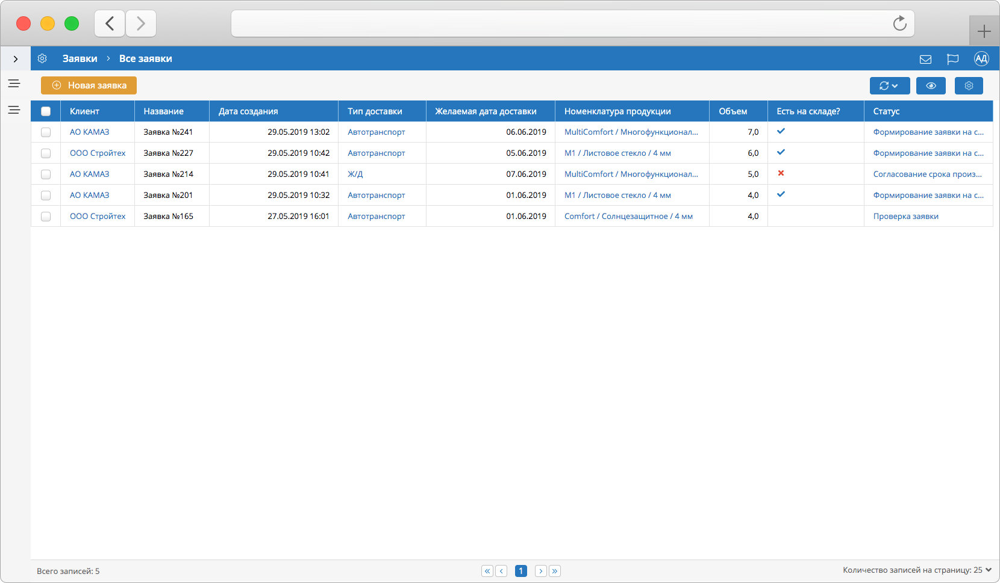 Заявки > Все заявки АД
Новая заявка
Клиент Название Дата создания Тип доставки Желаемая дата доставки Номенклатура продукции Объем Есть на складе? Статус
АО КАМАЗ Заявка №241 29.05.2019 13:02 Автотранспорт 06.06.2019 MultiComfort / Многофункционал... 7,0 Формирование заявки на с...
ООО Стройтех Заявка №227 29.05.2019 10:42 Автотранспорт 05.06.2019 М1 / Листовое стекло / 4 мм 6,0 Формирование заявки на с...
АО КАМАЗ Заявка №214 29.05.2019 10:41 Ж/Д 07.06.2019 MultiComfort / Многофункционал... 5,0 Согласование срока произ...
АО КАМАЗ Заявка №201 29.05.2019 10:32 Автотранспорт 01.06.2019 М1 / Листовое стекло / 4 мм 4,0 Формирование заявки на с...
ООО Стройтех Заявка №165 27.05.2019 16:01 Автотранспорт 01.06.2019 Comfort / Солнцезащитное / 4 мм 4,0 Проверка заявки
Всего записей: 5 « ‹ 1 › » Количество записей на страницу: 25